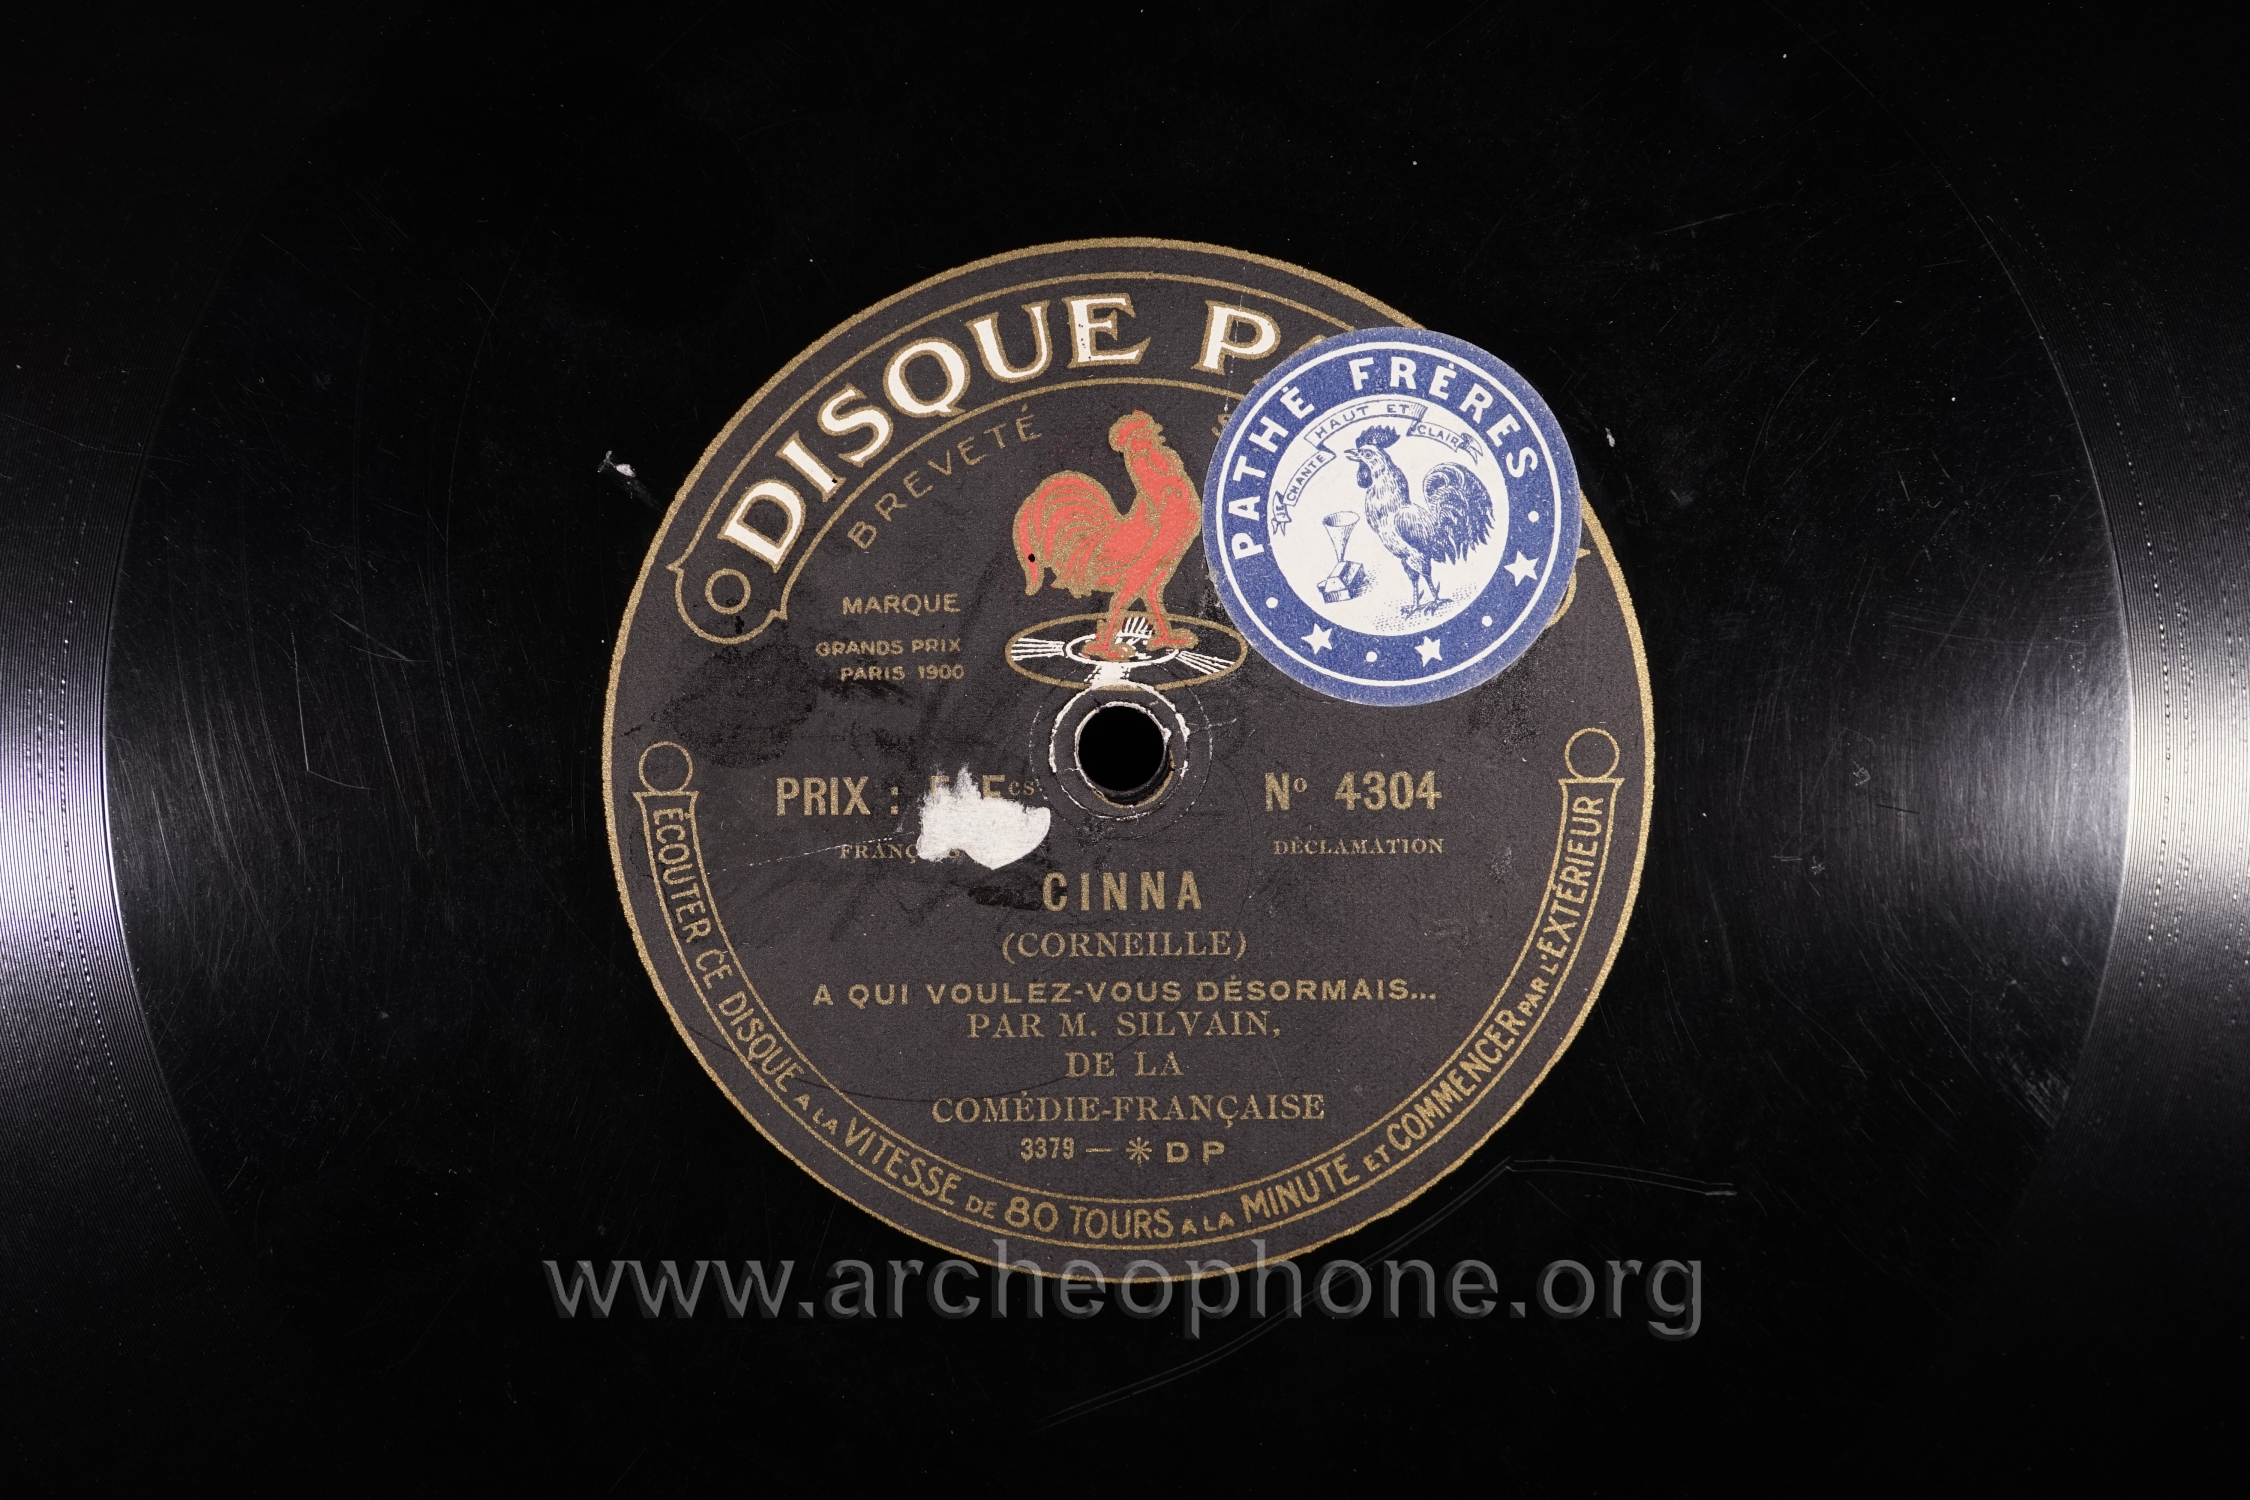 DISQUE
PATHÉ FRÈRES
JE CHANTE HAUT ET CLAIR
BREVETÉ
MARQUE
GRANDS PRIX
PARIS 1900
PRIX : Fcs
Nº 4304
DÉCLAMATION
CINNA
(CORNEILLE)
A QUI VOULEZ-VOUS DÉSORMAIS...
PAR M. SILVAIN,
DE LA
COMÉDIE-FRANÇAISE
3379 — * D P
ÉCOUTER CE DISQUE A LA VITESSE DE 80 TOURS A LA MINUTE ET COMMENCER PAR L'EXTÉRIEUR
www.archeophone.org